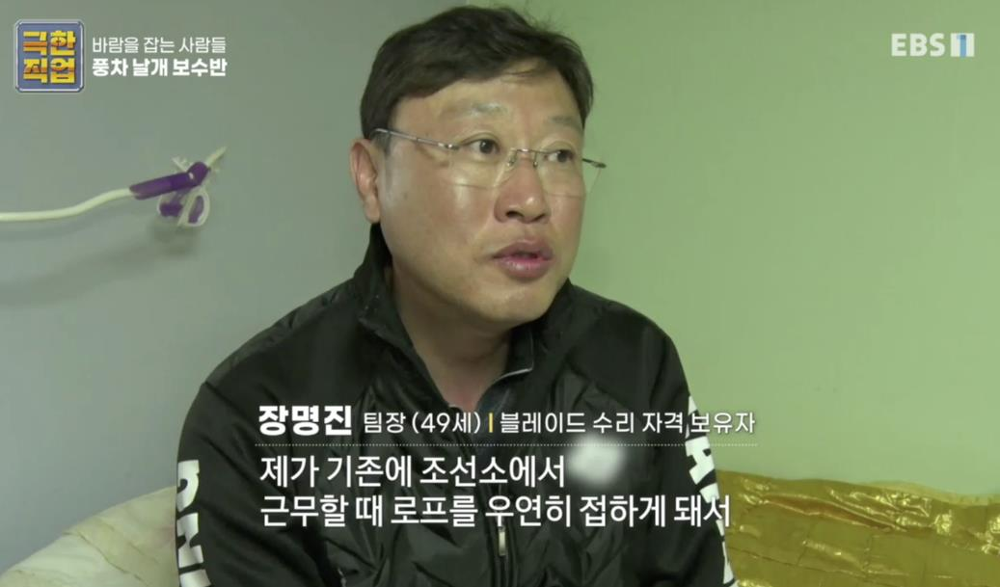 극한
직업
바람을 잡는 사람들
풍차 날개 보수반
EBS 1
장명진 팀장 (49세) | 블레이드 수리 자격 보유자
제가 기존에 조선소에서
근무할 때 로프를 우연히 접하게 돼서